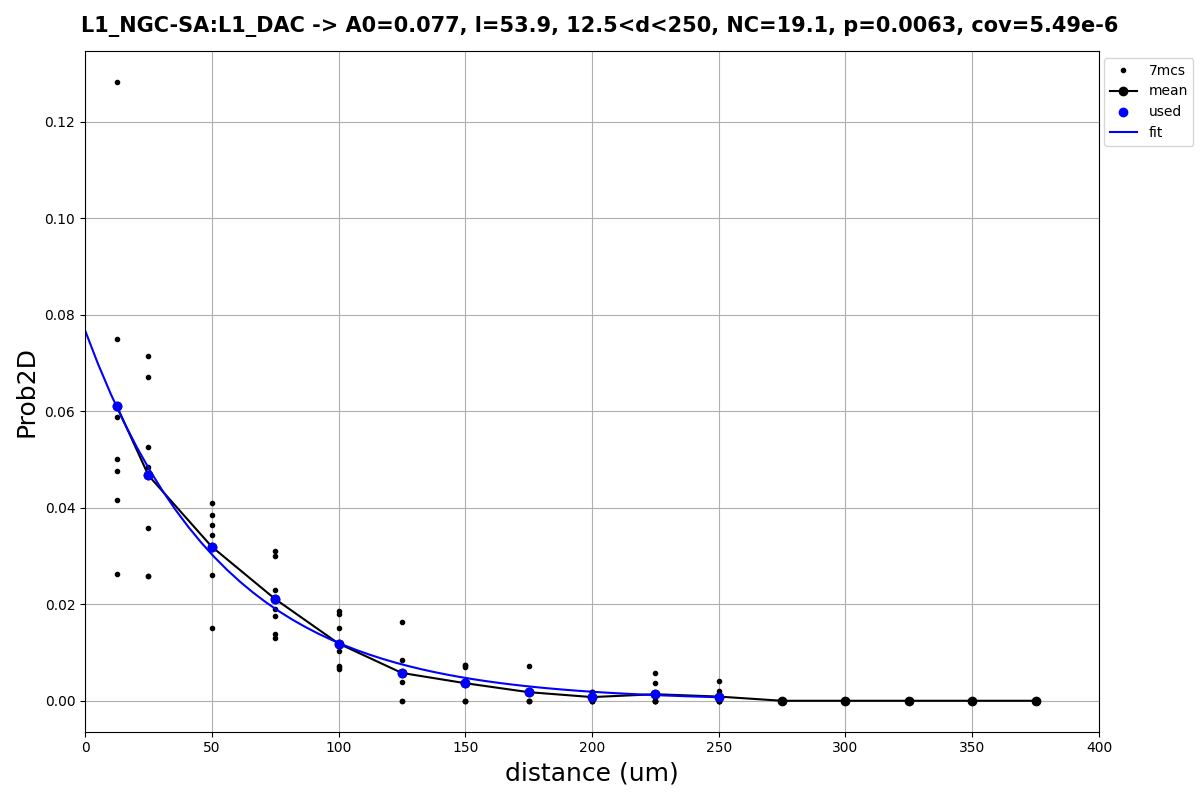 L1_NGC-SA:L1_DAC -> A0=0.077, l=53.9, 12.5<d<250, NC=19.1, p=0.0063, cov=5.49e-6
7mcs
mean
used
fit
0.12
0.10
0.08
0.06
0.04
0.02
0.00
Prob2D
0 50 100 150 200 250 300 350 400
distance (um)